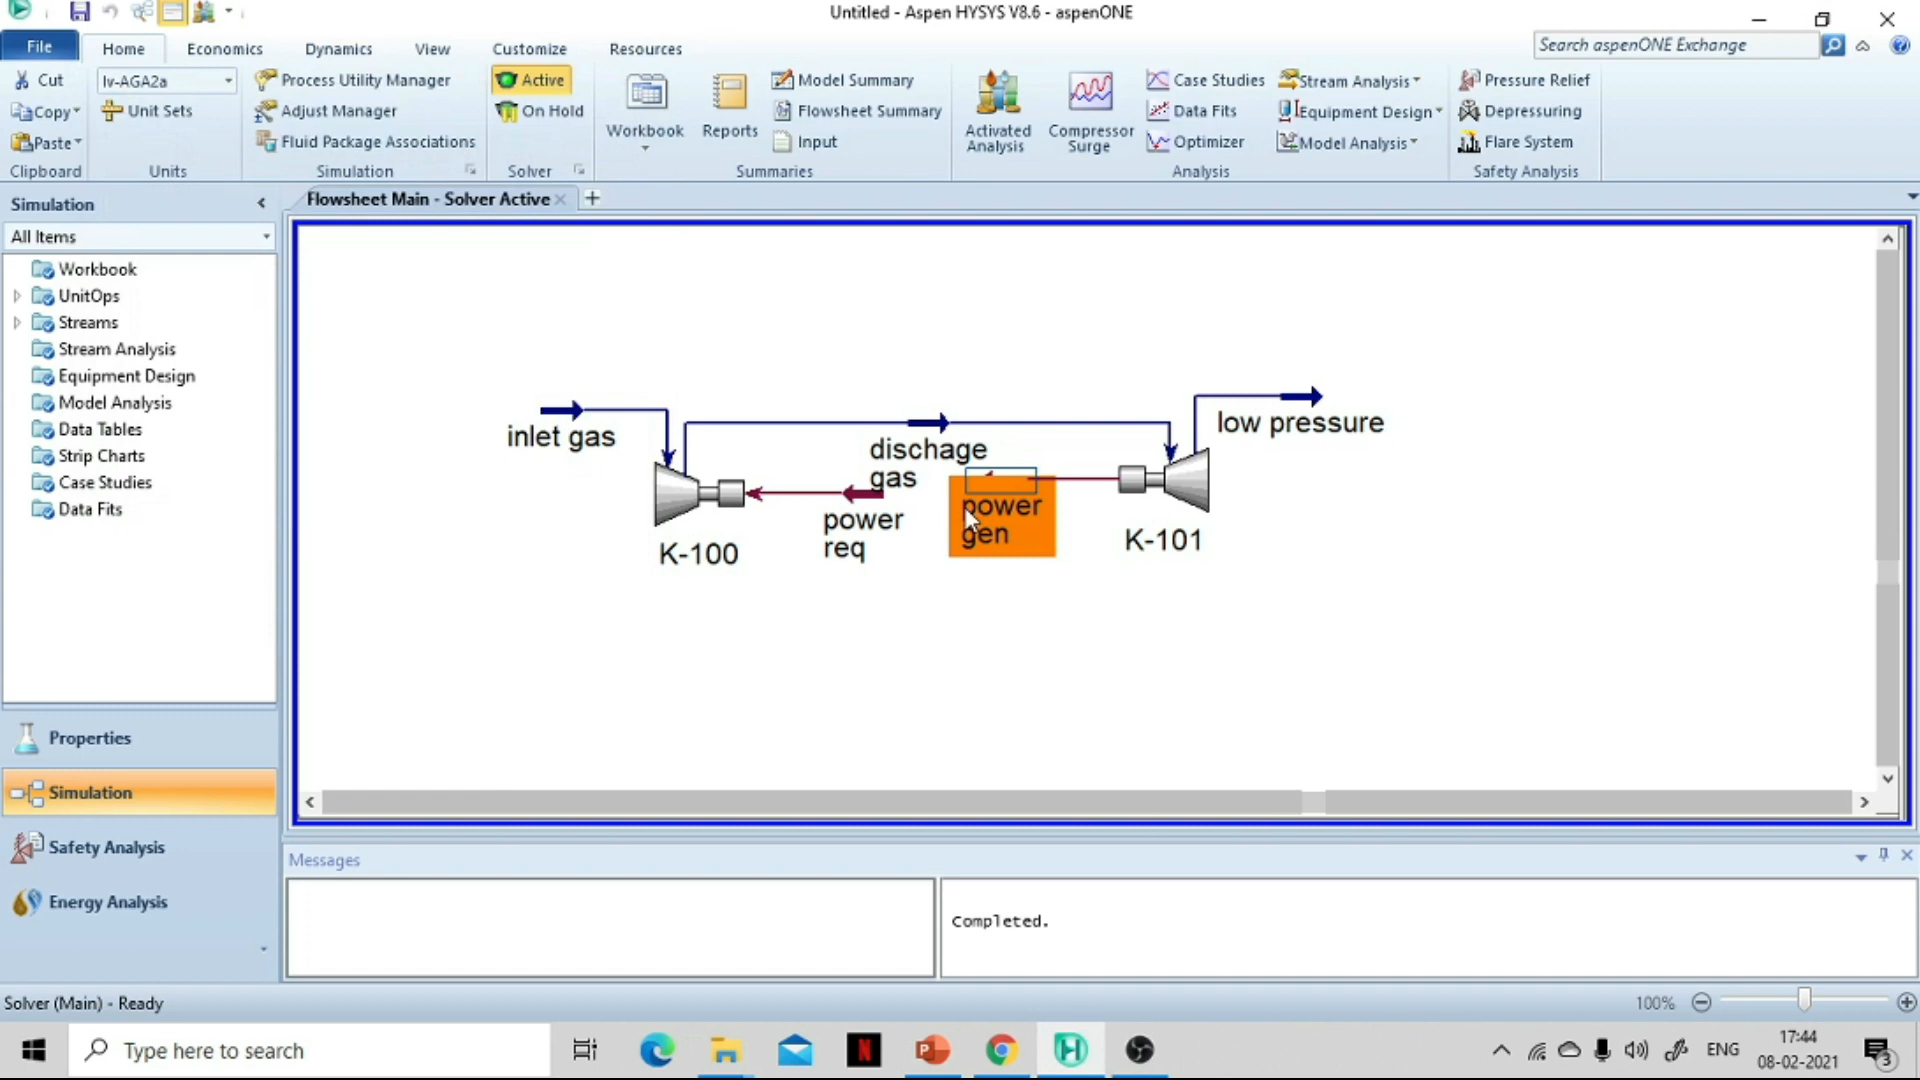 Untitled - Aspen HYSYS V8.6 - aspenONE
File Home Economics Dynamics View Customize Resources
Search aspenONE Exchange
Cut
Copy
Paste
Clipboard
lv-AGA2a
Unit Sets
Units
Process Utility Manager
Adjust Manager
Fluid Package Associations
Simulation
Active
On Hold
Solver
Workbook
Reports
Model Summary
Flowsheet Summary
Input
Summaries
Activated
Analysis
Compressor
Surge
Case Studies
Data Fits
Optimizer
Stream Analysis
Equipment Design
Model Analysis
Analysis
Pressure Relief
Depressuring
Flare System
Safety Analysis
Simulation
All Items
Workbook
UnitOps
Streams
Stream Analysis
Equipment Design
Model Analysis
Data Tables
Strip Charts
Case Studies
Data Fits
Properties
Simulation
Safety Analysis
Energy Analysis
Flowsheet Main - Solver Active
inlet gas
dischage
gas
low pressure
power
req
power
gen
K-100
K-101
Messages
Completed.
Solver (Main) - Ready
100%
Type here to search
ENG
17:44
08-02-2021
3